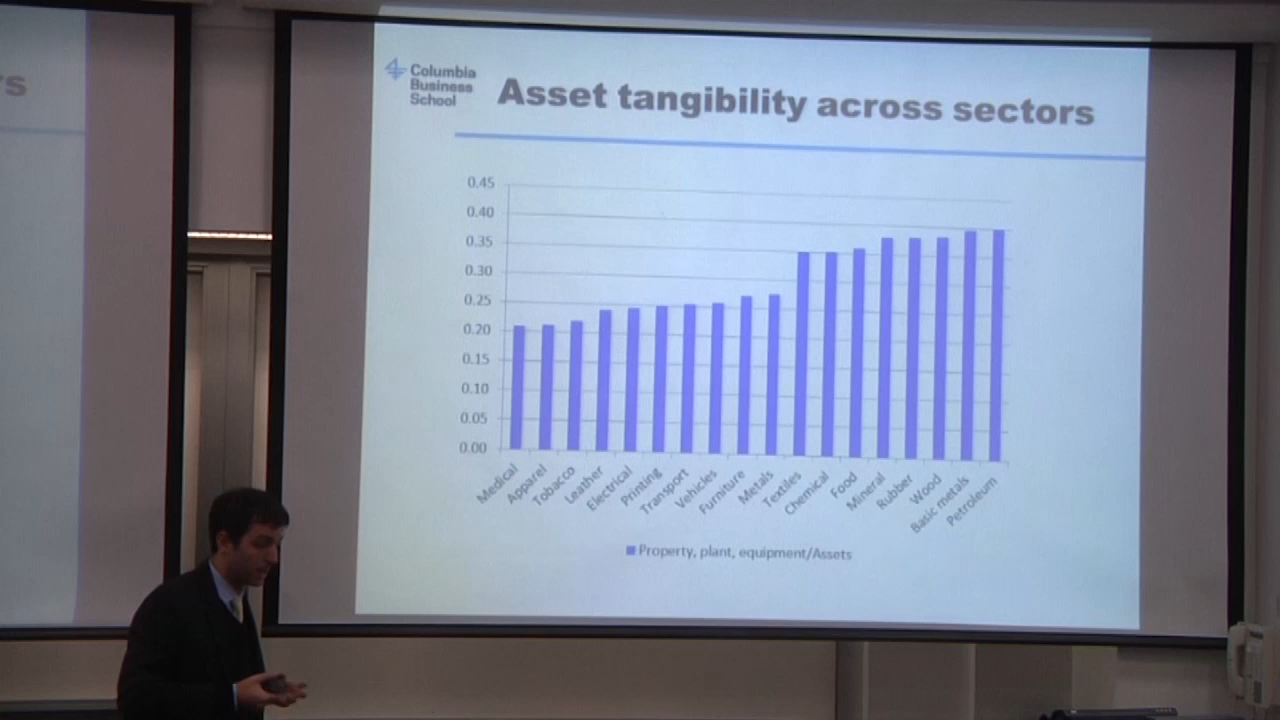 rs
Columbia
Business
School
Asset tangibility across sectors
0.45
0.40
0.35
0.30
0.25
0.20
0.15
0.10
0.05
0.00
Medical
Apparel
Tobacco
Leather
Electrical
Printing
Transport
Vehicles
Furniture
Metals
Textiles
Chemical
Food
Mineral
Rubber
Wood
Basic metals
Petroleum
Property, plant, equipment/Assets